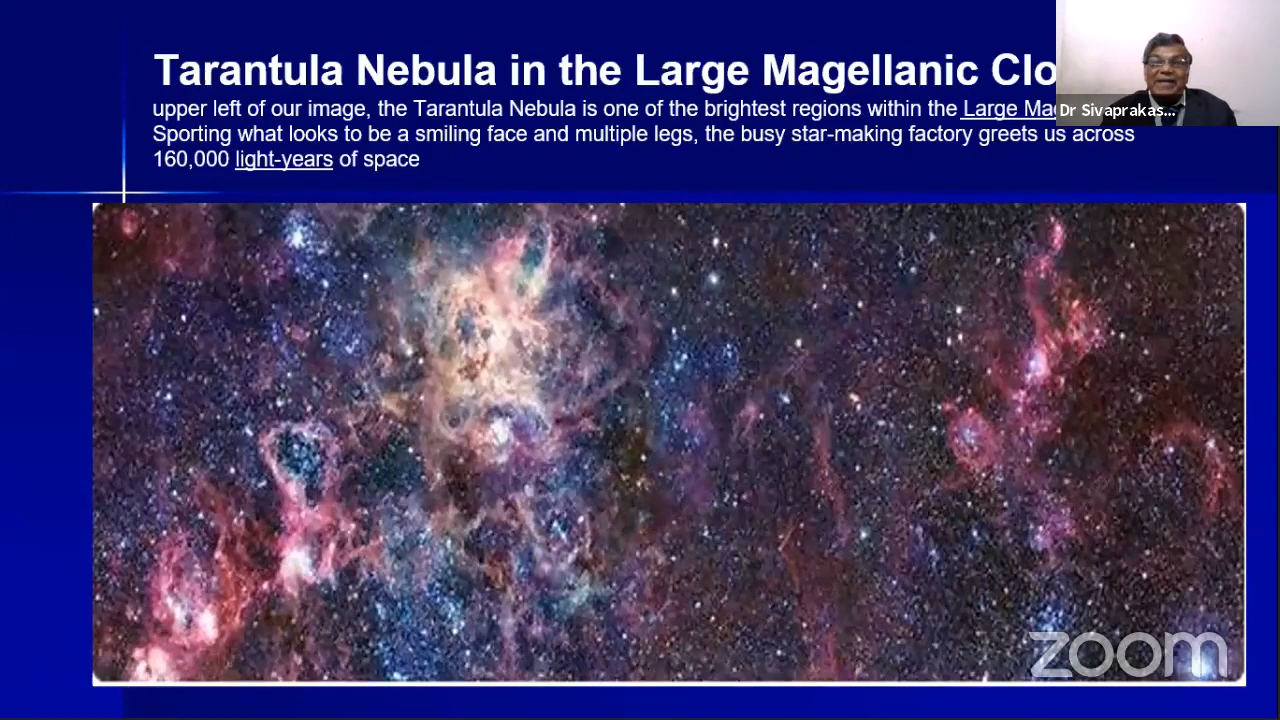 Tarantula Nebula in the Large Magellanic Clo
upper left of our image, the Tarantula Nebula is one of the brightest regions within the Large Ma
Dr Sivaprakas...
Sporting what looks to be a smiling face and multiple legs, the busy star-making factory greets us across
160,000 light-years of space
zoom